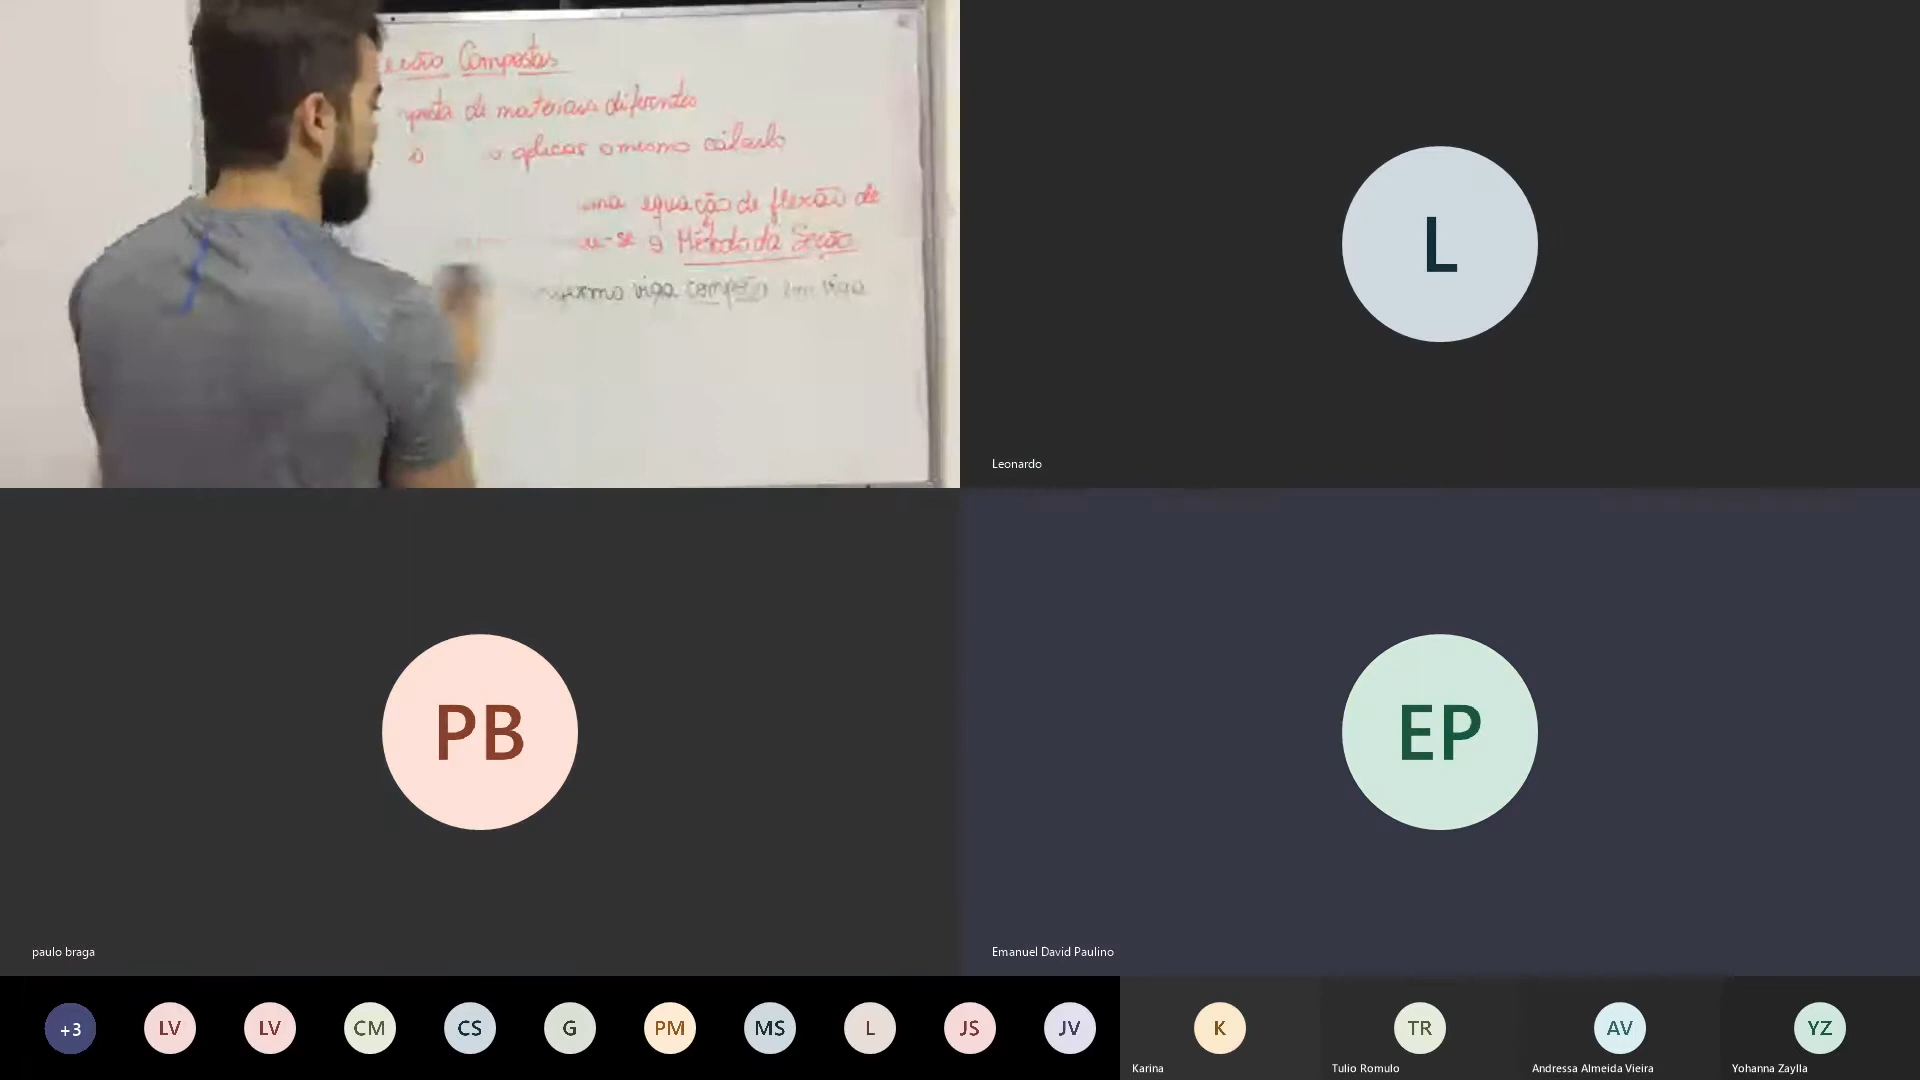 Compostas
de materiais diferentes
aplicar o mesmo cálculo
uma equação de flexão de
Método da Seção
viga composta em viga
L
Leonardo
PB
paulo braga
EP
Emanuel David Paulino
+3 LV LV CM CS G PM MS L JS JV K TR AV YZ
Karina Tulio Romulo Andressa Almeida Vieira Yohanna Zaylla